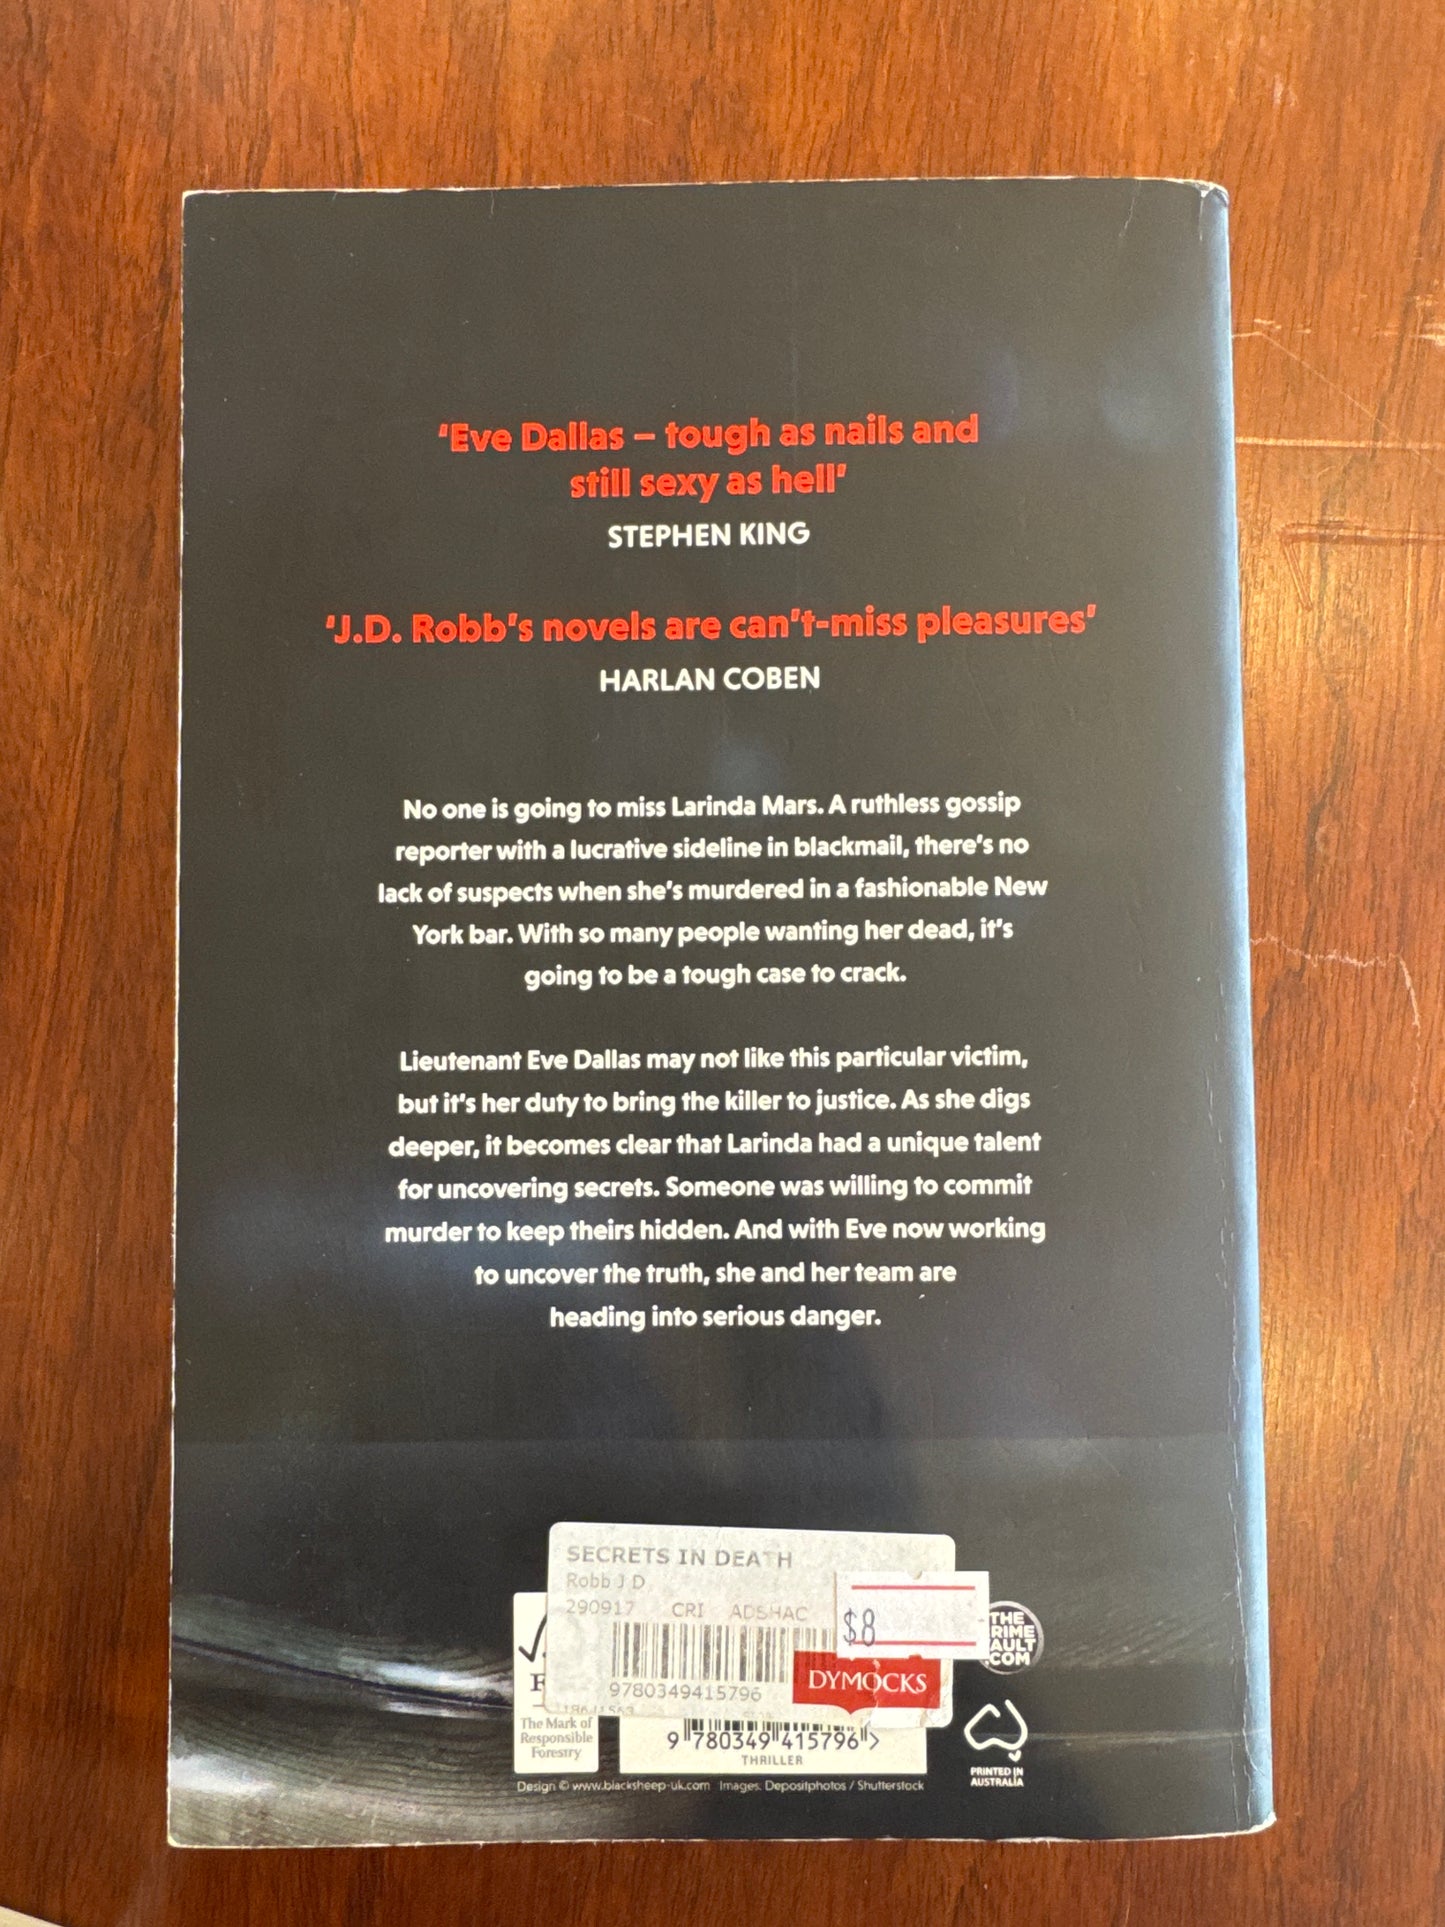 ‘Eve Dallas – tough as nails and
still sexy as hell’
STEPHEN KING
‘J.D. Robb’s novels are can’t-miss pleasures’
HARLAN COBEN
No one is going to miss Larinda Mars. A ruthless gossip
reporter with a lucrative sideline in blackmail, there’s no
lack of suspects when she’s murdered in a fashionable New
York bar. With so many people wanting her dead, it’s
going to be a tough case to crack.
Lieutenant Eve Dallas may not like this particular victim,
but it’s her duty to bring the killer to justice. As she digs
deeper, it becomes clear that Larinda had a unique talent
for uncovering secrets. Someone was willing to commit
murder to keep theirs hidden. And with Eve now working
to uncover the truth, she and her team are
heading into serious danger.
SECRETS IN DEATH
Robb J D
290917 CRI ADSHAC
$8
9780349415796
DYMOCKS
THE
RIME
AULT
.COM
F
The Mark of
Responsible
Forestry
9 780349 415796 >
THRILLER
PRINTED IN
AUSTRALIA
Design © www.blacksheep-uk.com Images. Depositphotos / Shutterstock